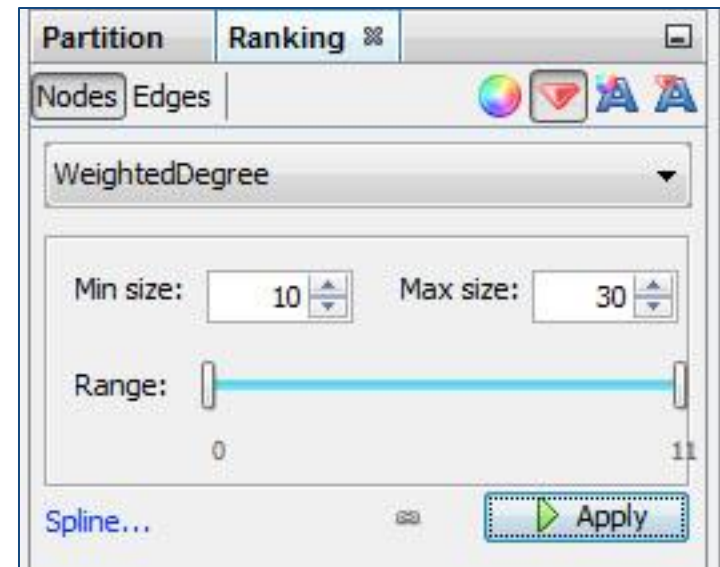 Partition Ranking
Nodes Edges
WeightedDegree
Min size: 10 Max size: 30
Range:
0 11
Spline... Apply